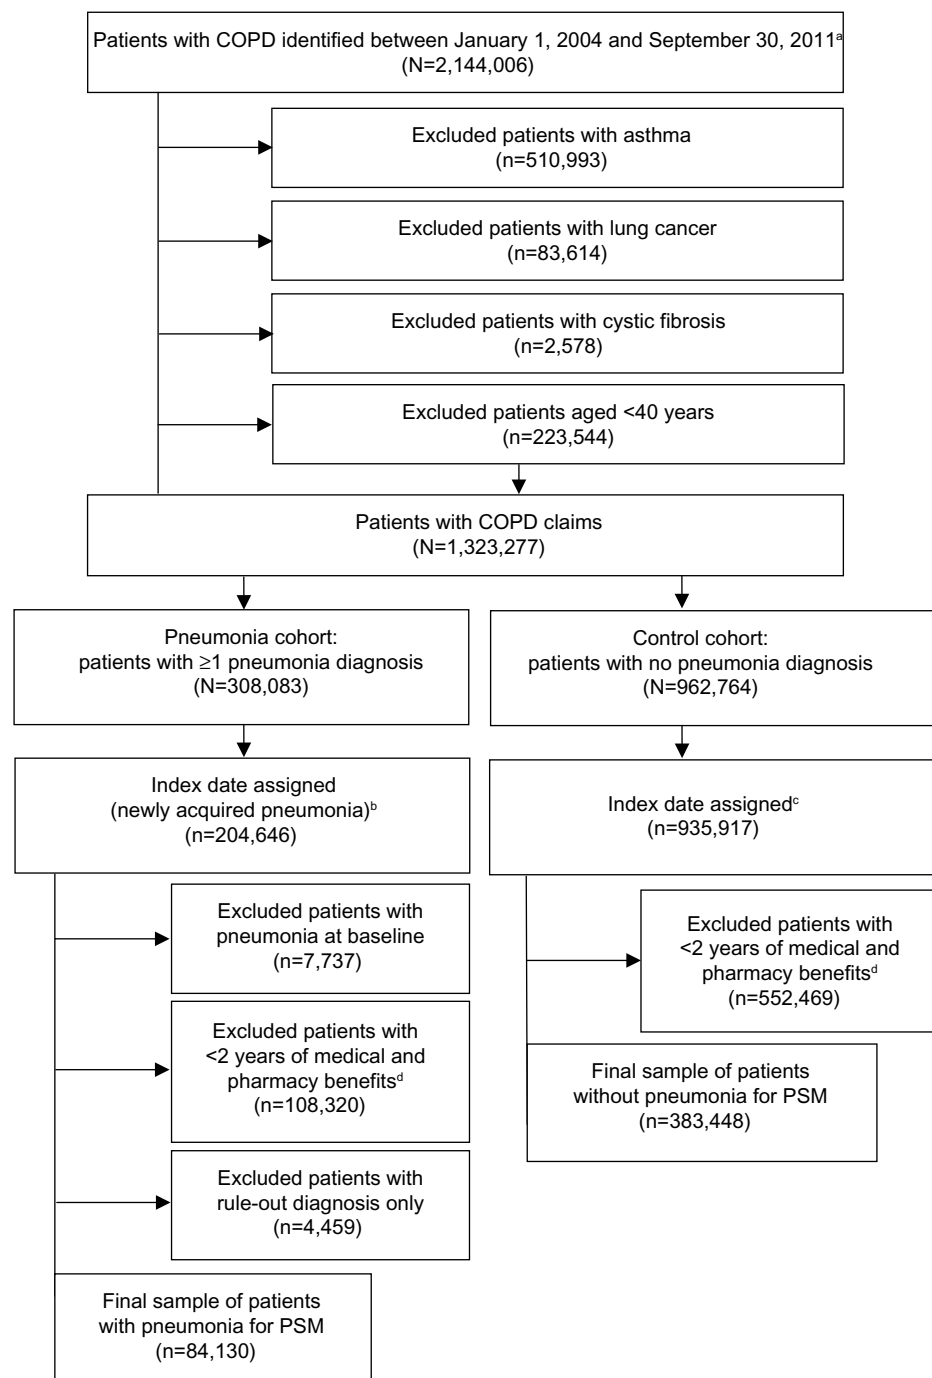 Patients with COPD identified between January 1, 2004 and September 30, 2011ᵃ
(N=2,144,006)
Excluded patients with asthma
(n=510,993)
Excluded patients with lung cancer
(n=83,614)
Excluded patients with cystic fibrosis
(n=2,578)
Excluded patients aged <40 years
(n=223,544)
Patients with COPD claims
(N=1,323,277)
Pneumonia cohort:
patients with ≥1 pneumonia diagnosis
(N=308,083)
Control cohort:
patients with no pneumonia diagnosis
(N=962,764)
Index date assigned
(newly acquired pneumonia)ᵇ
(n=204,646)
Index date assignedᶜ
(n=935,917)
Excluded patients with
pneumonia at baseline
(n=7,737)
Excluded patients with
<2 years of medical and
pharmacy benefitsᵈ
(n=552,469)
Excluded patients with
<2 years of medical and
pharmacy benefitsᵈ
(n=108,320)
Final sample of patients
without pneumonia for PSM
(n=383,448)
Excluded patients with
rule-out diagnosis only
(n=4,459)
Final sample of patients
with pneumonia for PSM
(n=84,130)